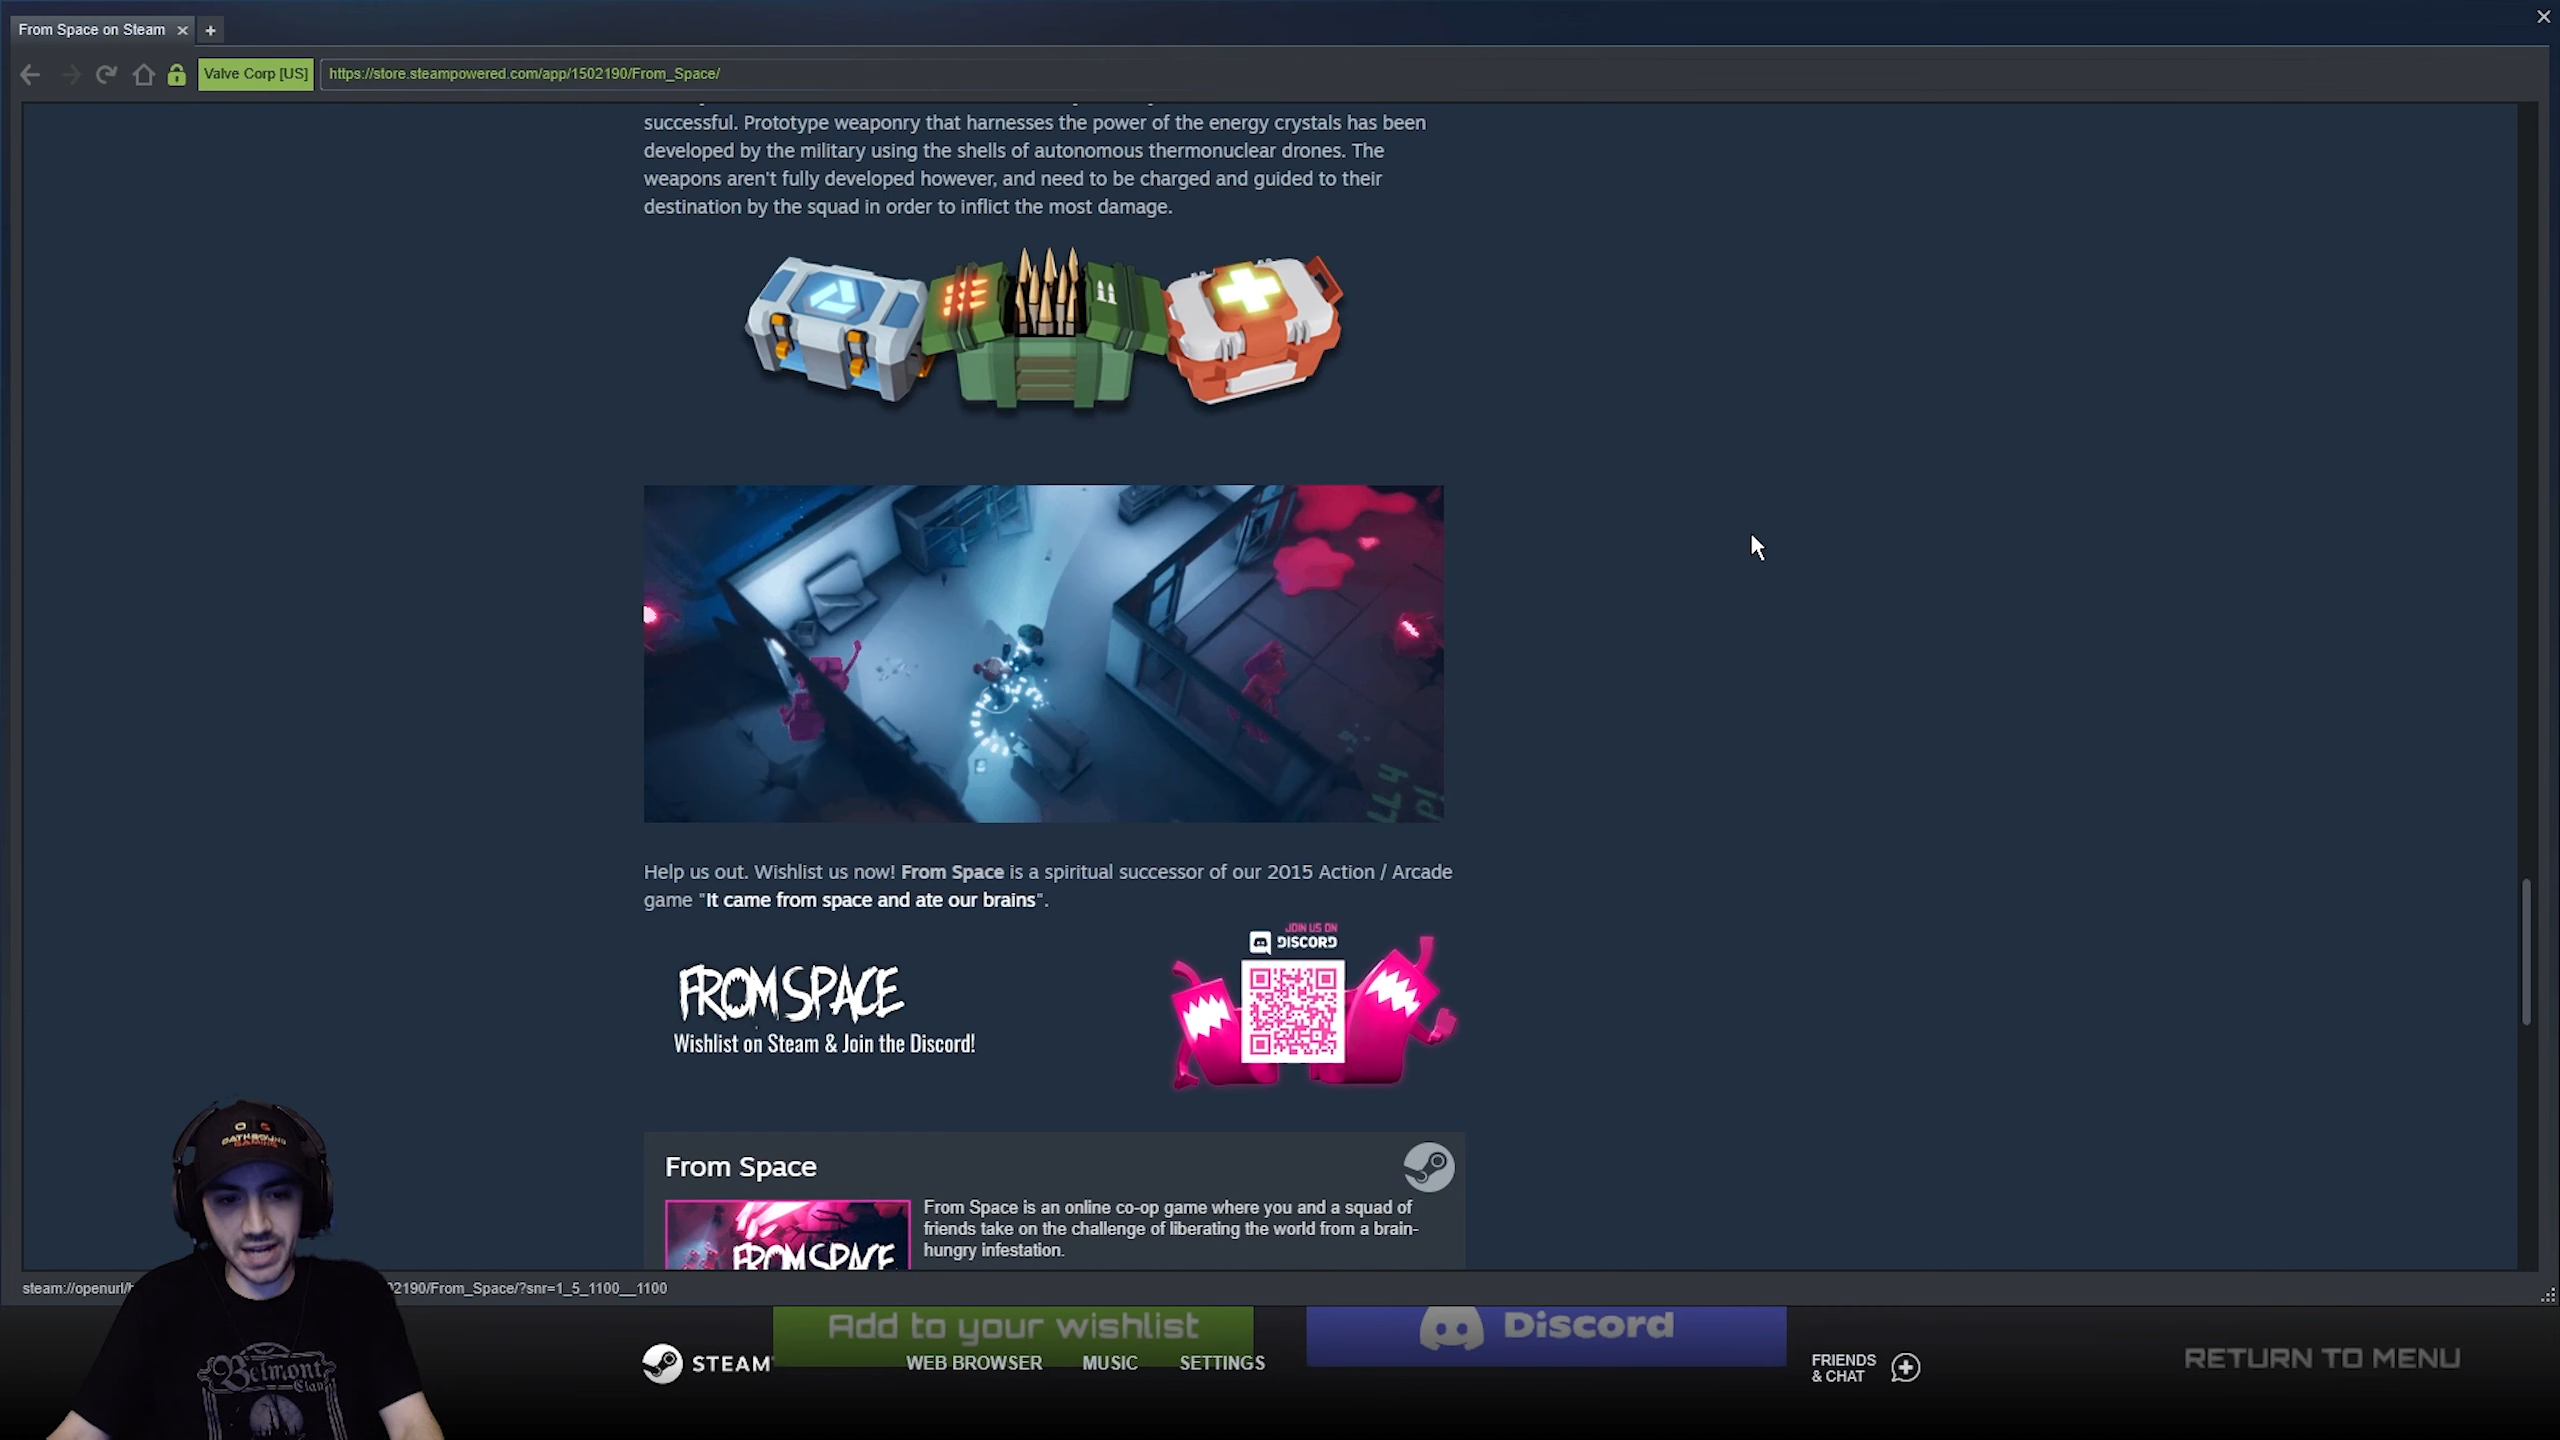 From Space on Steam
Valve Corp [US]
https://store.steampowered.com/app/1502190/From_Space/
successful. Prototype weaponry that harnesses the power of the energy crystals has been
developed by the military using the shells of autonomous thermonuclear drones. The
weapons aren't fully developed however, and need to be charged and guided to their
destination by the squad in order to inflict the most damage.
Help us out. Wishlist us now! From Space is a spiritual successor of our 2015 Action / Arcade
game "It came from space and ate our brains".
JOIN US ON
DISCORD
FROM SPACE
Wishlist on Steam & Join the Discord!
From Space
From Space is an online co-op game where you and a squad of
friends take on the challenge of liberating the world from a brain-
hungry infestation.
FROM SPACE
steam://openurl/ 2190/From_Space/?snr=1_5_1100__1100
Add to your wishlist
Discord
STEAM
WEB BROWSER
MUSIC
SETTINGS
FRIENDS
& CHAT
RETURN TO MENU
Belmont
Clan